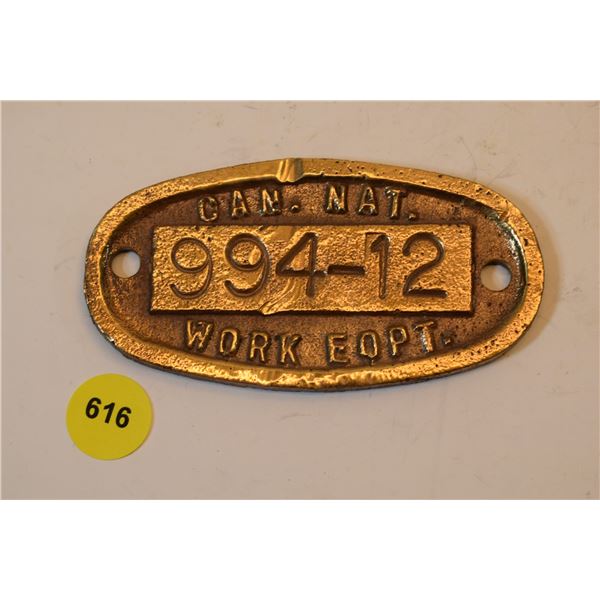 CAN. NAT.
994-12
WORK EQPT.
616